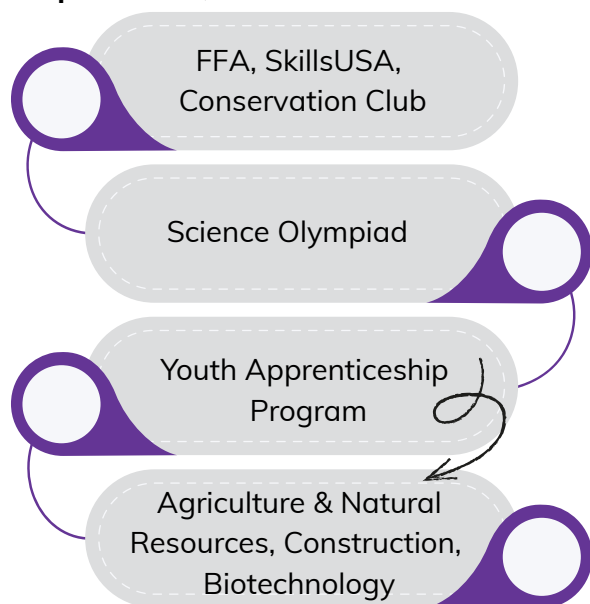 FFA, SkillsUSA,
Conservation Club
Science Olympiad
Youth Apprenticeship
Program
Agriculture & Natural
Resources, Construction,
Biotechnology